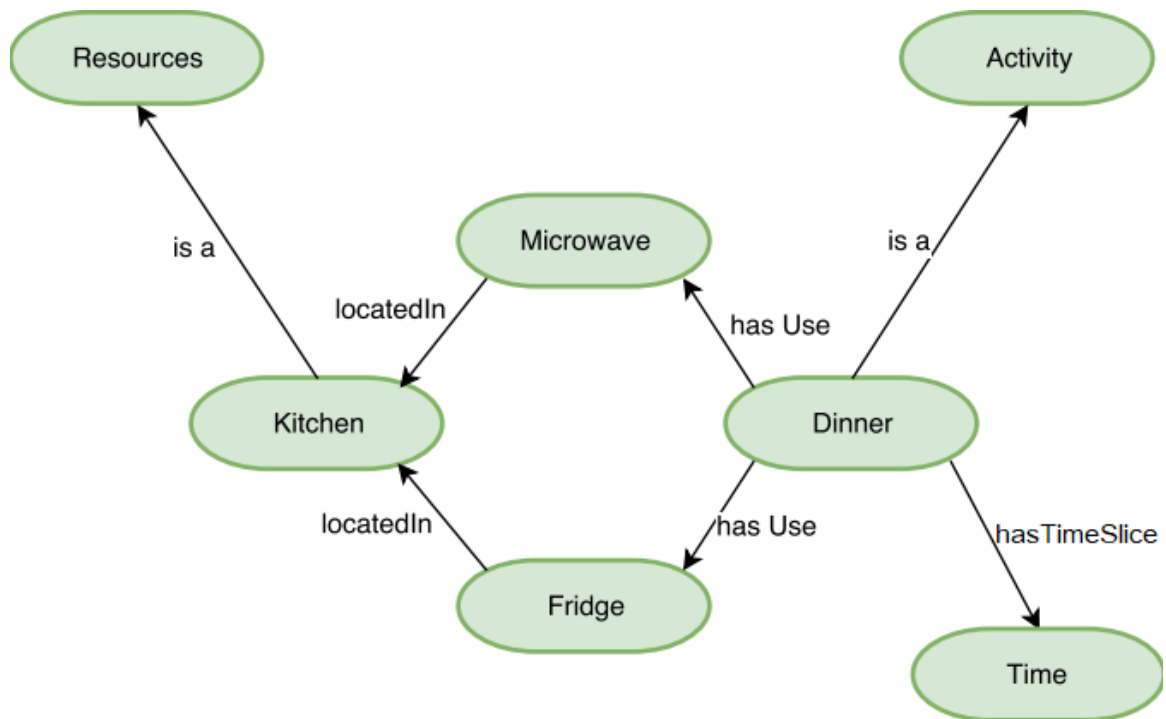 Resources
Activity
is a
Microwave
is a
locatedIn
has Use
Kitchen
Dinner
locatedIn
has Use
hasTimeSlice
Fridge
Time